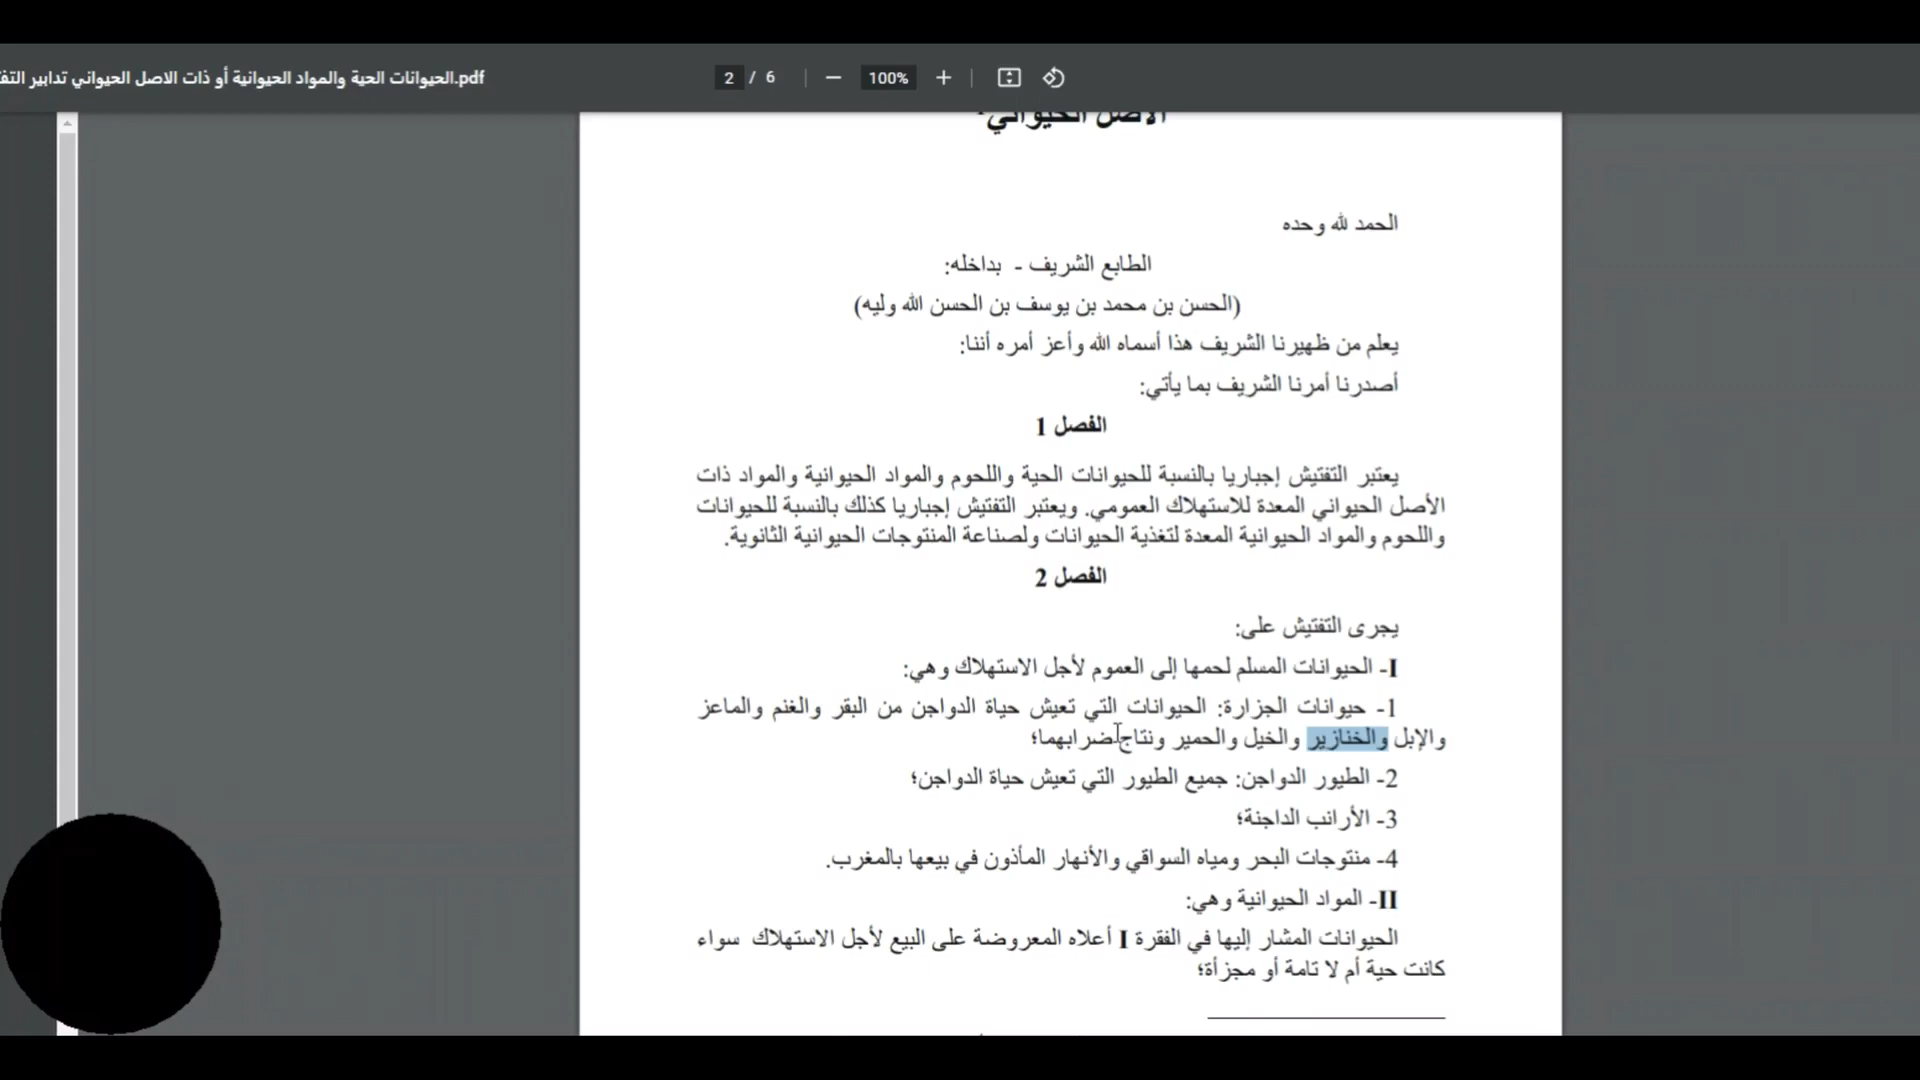 الحيوانات الحية والمواد الحيوانية أو ذات الاصل الحيواني تدابير التف.pdf
2 / 6
100%
الأصل الحيواني
الحمد لله وحده
الطابع الشريف - بداخله:
(الحسن بن محمد بن يوسف بن الحسن الله وليه)
يعلم من ظهيرنا الشريف هذا أسماه الله وأعز أمره أننا:
أصدرنا أمرنا الشريف بما يأتي:
الفصل 1
يعتبر التفتيش إجباريا بالنسبة للحيوانات الحية واللحوم والمواد الحيوانية والمواد ذات
الأصل الحيواني المعدة للاستهلاك العمومي. ويعتبر التفتيش إجباريا كذلك بالنسبة للحيوانات
واللحوم والمواد الحيوانية المعدة لتغذية الحيوانات ولصناعة المنتوجات الحيوانية الثانوية.
الفصل 2
يجرى التفتيش على:
I- الحيوانات المسلم لحمها إلى العموم لأجل الاستهلاك وهي:
1- حيوانات الجزارة: الحيوانات التي تعيش حياة الدواجن من البقر والغنم والماعز
والإبل والخنازير والخيل والحمير ونتاج ضرابهما؛
2- الطيور الدواجن: جميع الطيور التي تعيش حياة الدواجن؛
3- الأرانب الداجنة؛
4- منتوجات البحر ومياه السواقي والأنهار المأذون في بيعها بالمغرب.
II- المواد الحيوانية وهي:
الحيوانات المشار إليها في الفقرة I أعلاه المعروضة على البيع لأجل الاستهلاك سواء
كانت حية أم لا تامة أو مجزأة؛